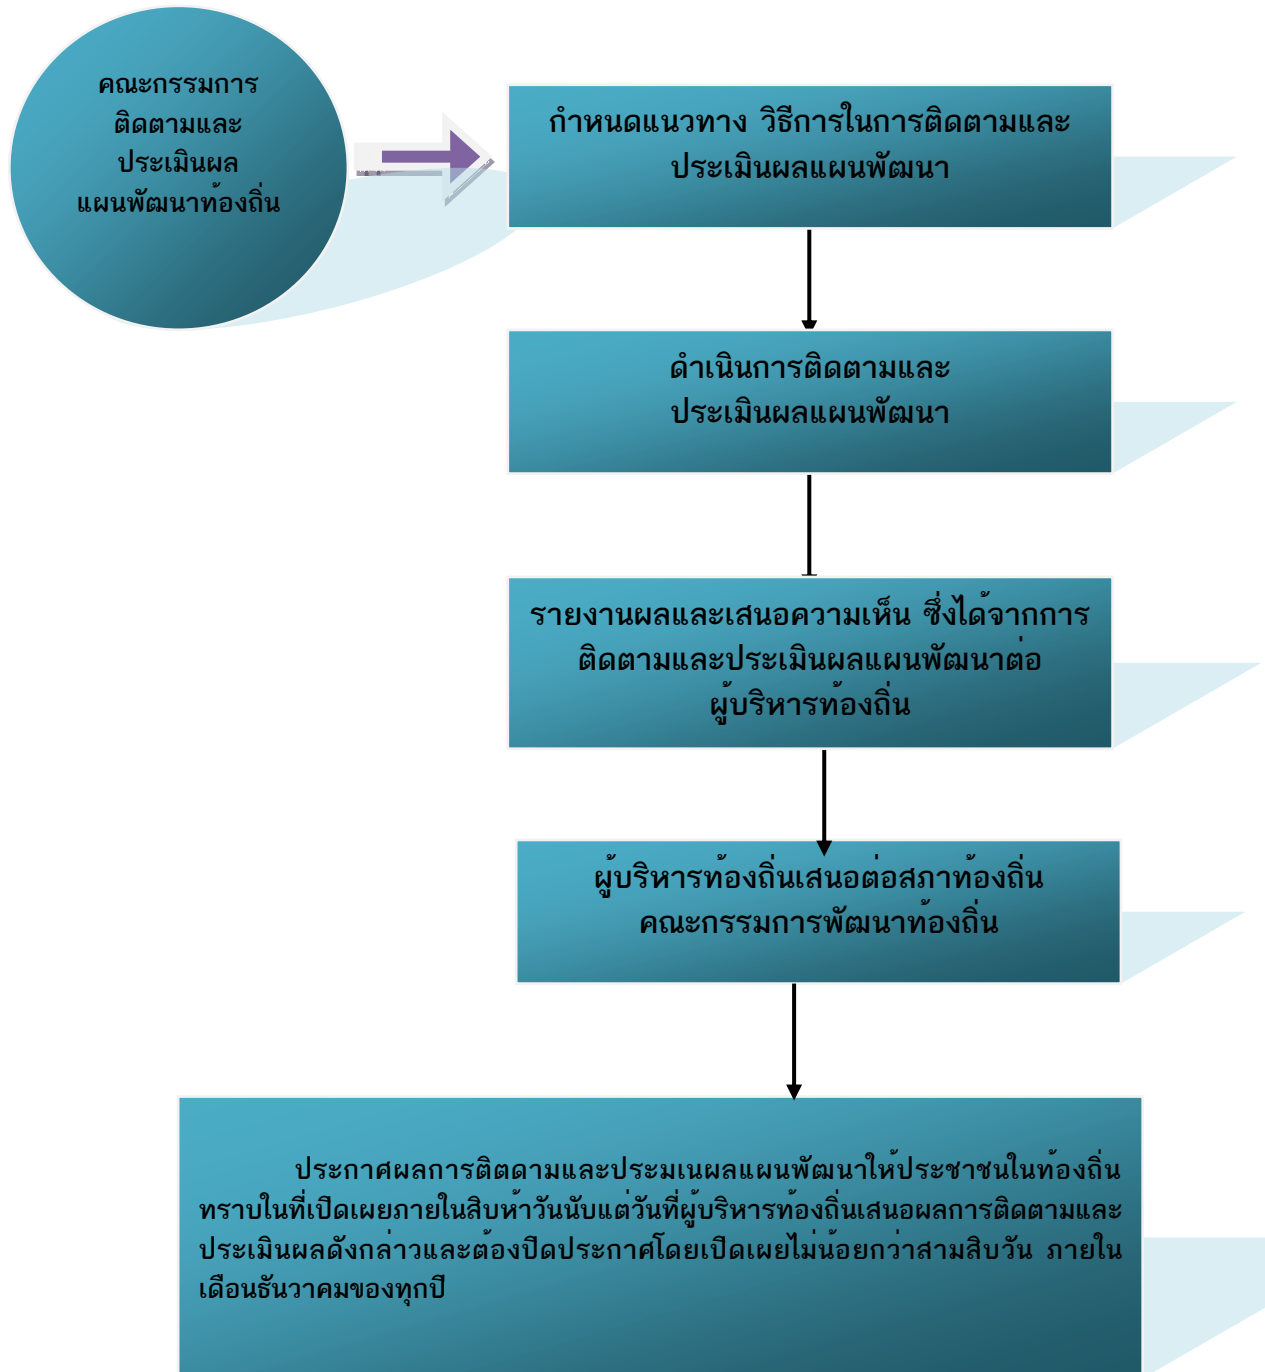 คณะกรรมการ
ติดตามและ
ประเมินผล
แผนพัฒนาท้องถิ่น
กำหนดแนวทาง วิธีการในการติดตามและ
ประเมินผลแผนพัฒนา
ดำเนินการติดตามและ
ประเมินผลแผนพัฒนา
รายงานผลและเสนอความเห็น ซึ่งได้จากการ
ติดตามและประเมินผลแผนพัฒนาต่อ
ผู้บริหารท้องถิ่น
ผู้บริหารท้องถิ่นเสนอต่อสภาท้องถิ่น
คณะกรรมการพัฒนาท้องถิ่น
ประกาศผลการติตดามและประมเนผลแผนพัฒนาให้ประชาชนในท้องถิ่น
ทราบในที่เปิดเผยภายในสิบห้าวันนับแต่วันที่ผู้บริหารท้องถิ่นเสนอผลการติดตามและ
ประเมินผลดังกล่าวและต้องปิดประกาศโดยเปิดเผยไม่น้อยกว่าสามสิบวัน ภายใน
เดือนธันวาคมของทุกปี